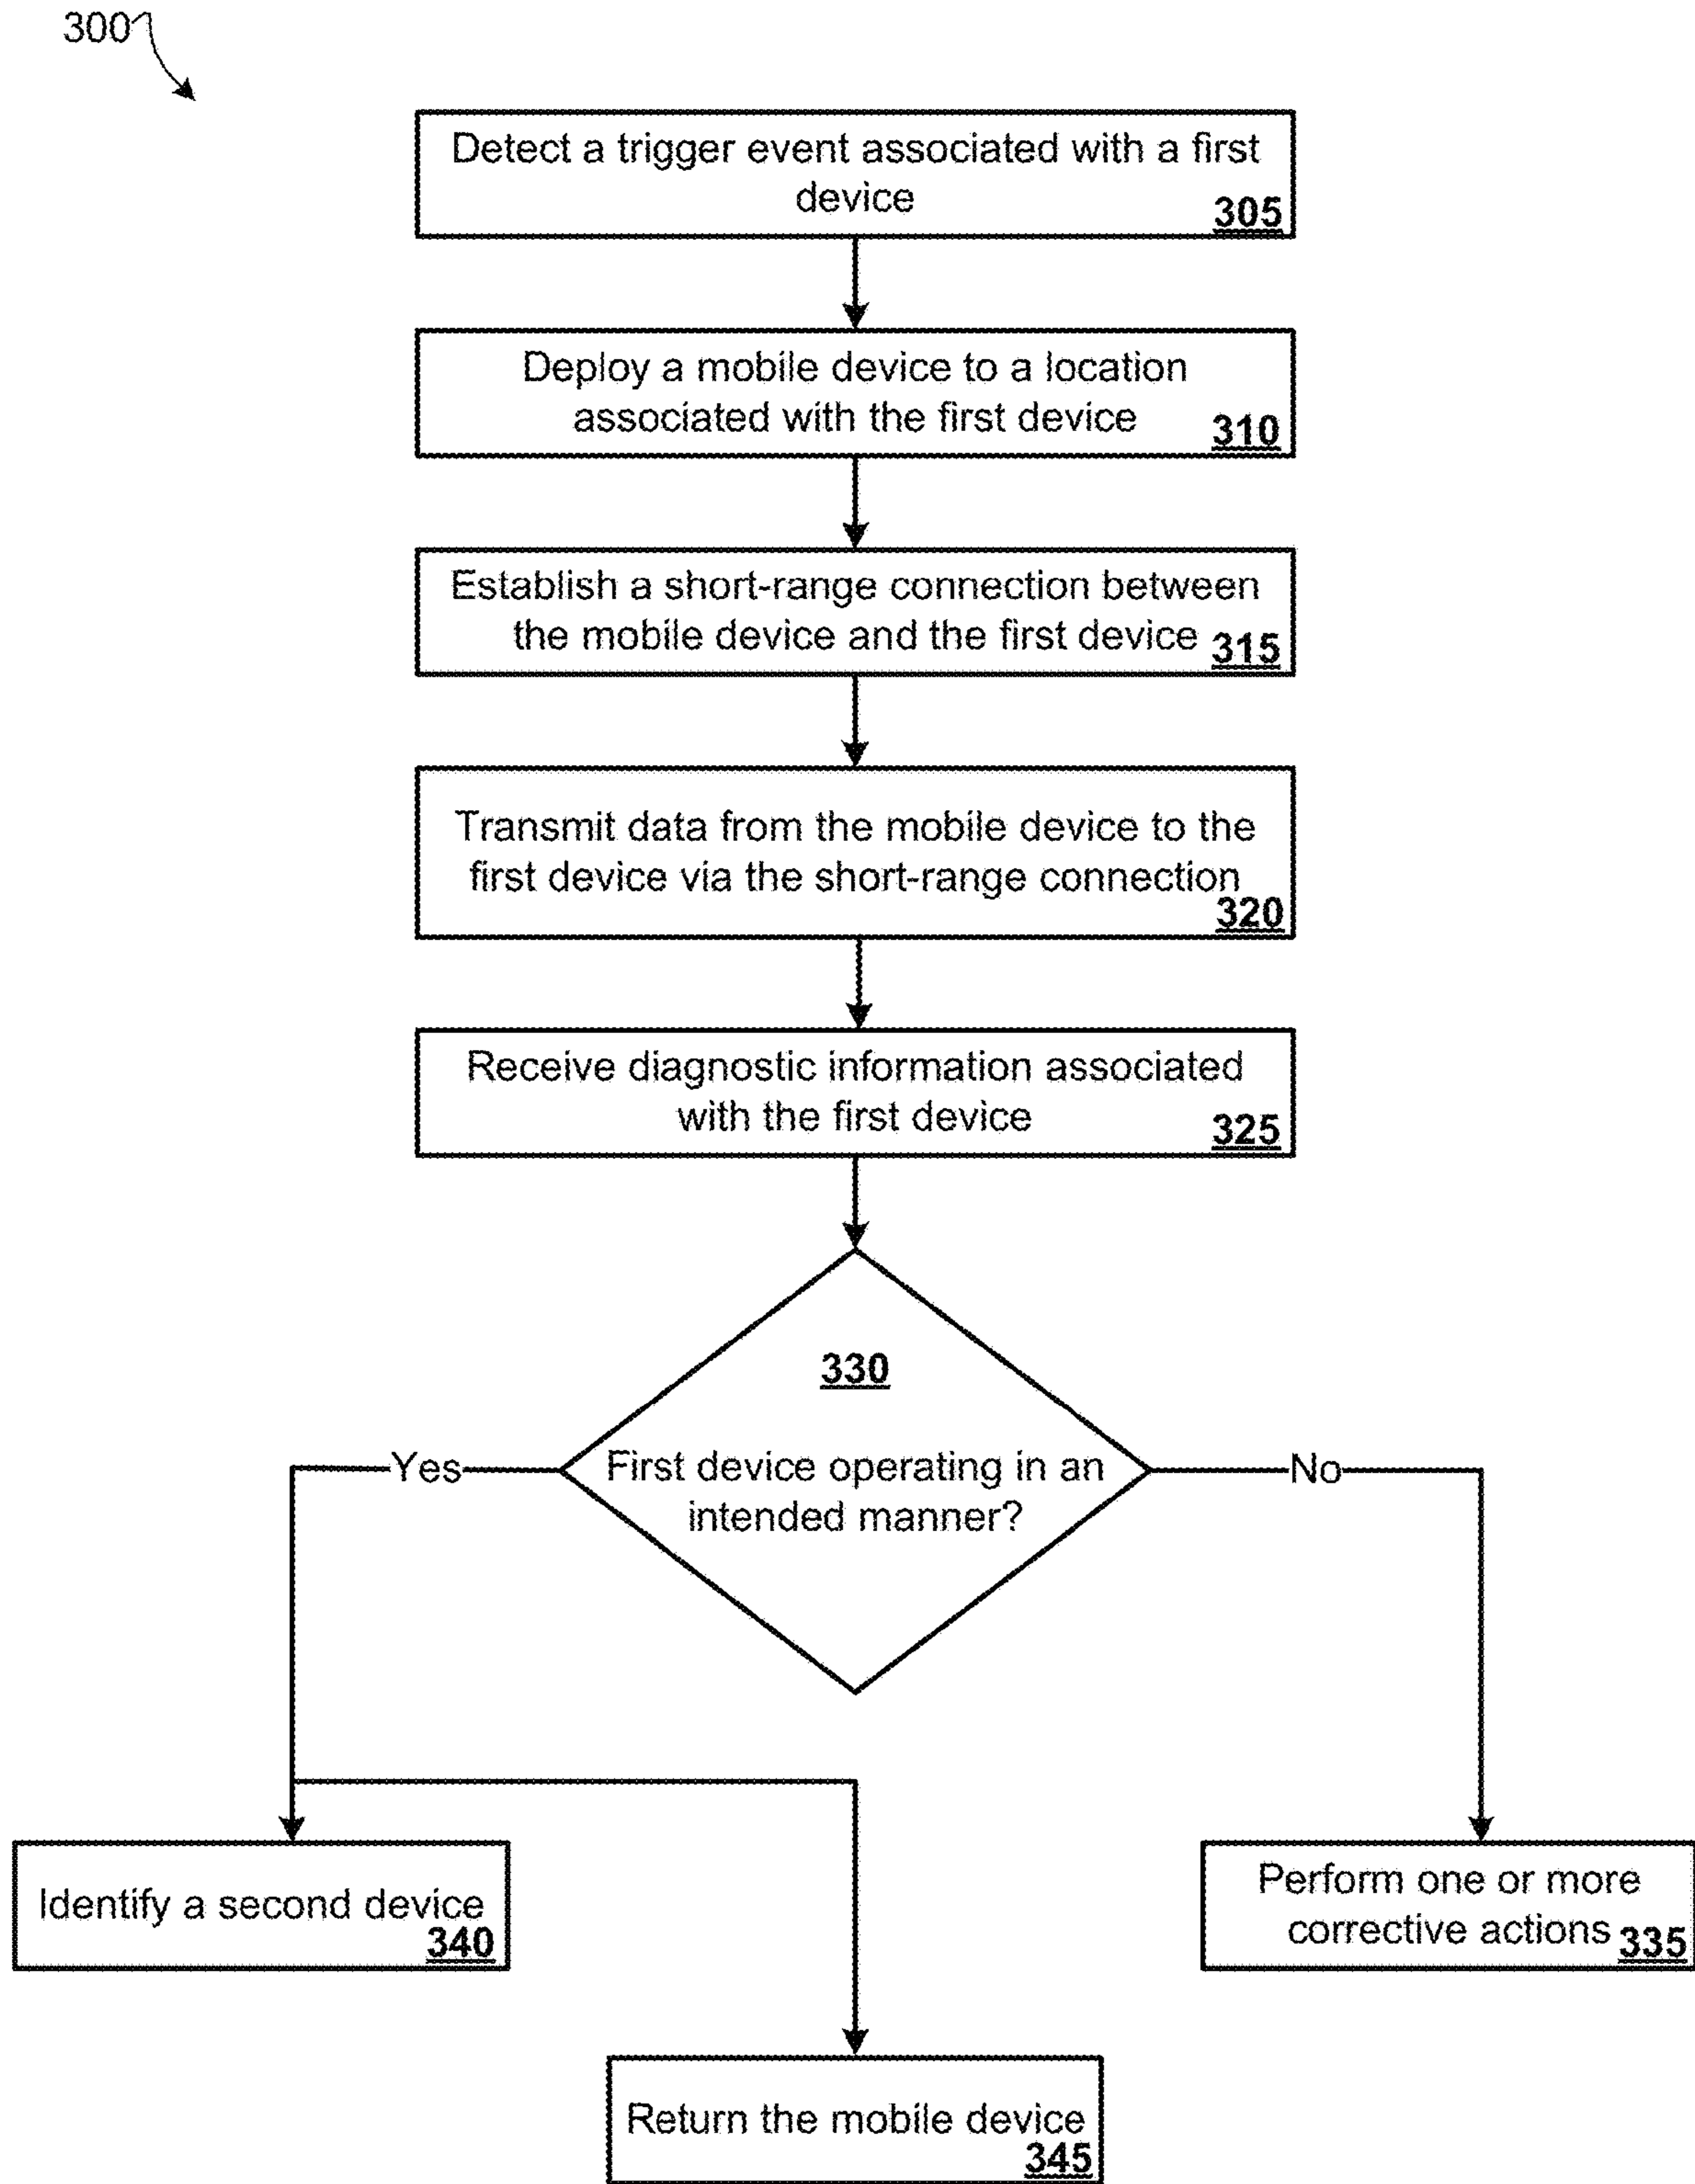 300
Detect a trigger event associated with a first
device
305
Deploy a mobile device to a location
associated with the first device
310
Establish a short-range connection between
the mobile device and the first device
315
Transmit data from the mobile device to the
first device via the short-range connection
320
Receive diagnostic information associated
with the first device
325
330
First device operating in an
intended manner?
Yes
No
Identify a second device
340
Perform one or more
corrective actions
335
Return the mobile device
345